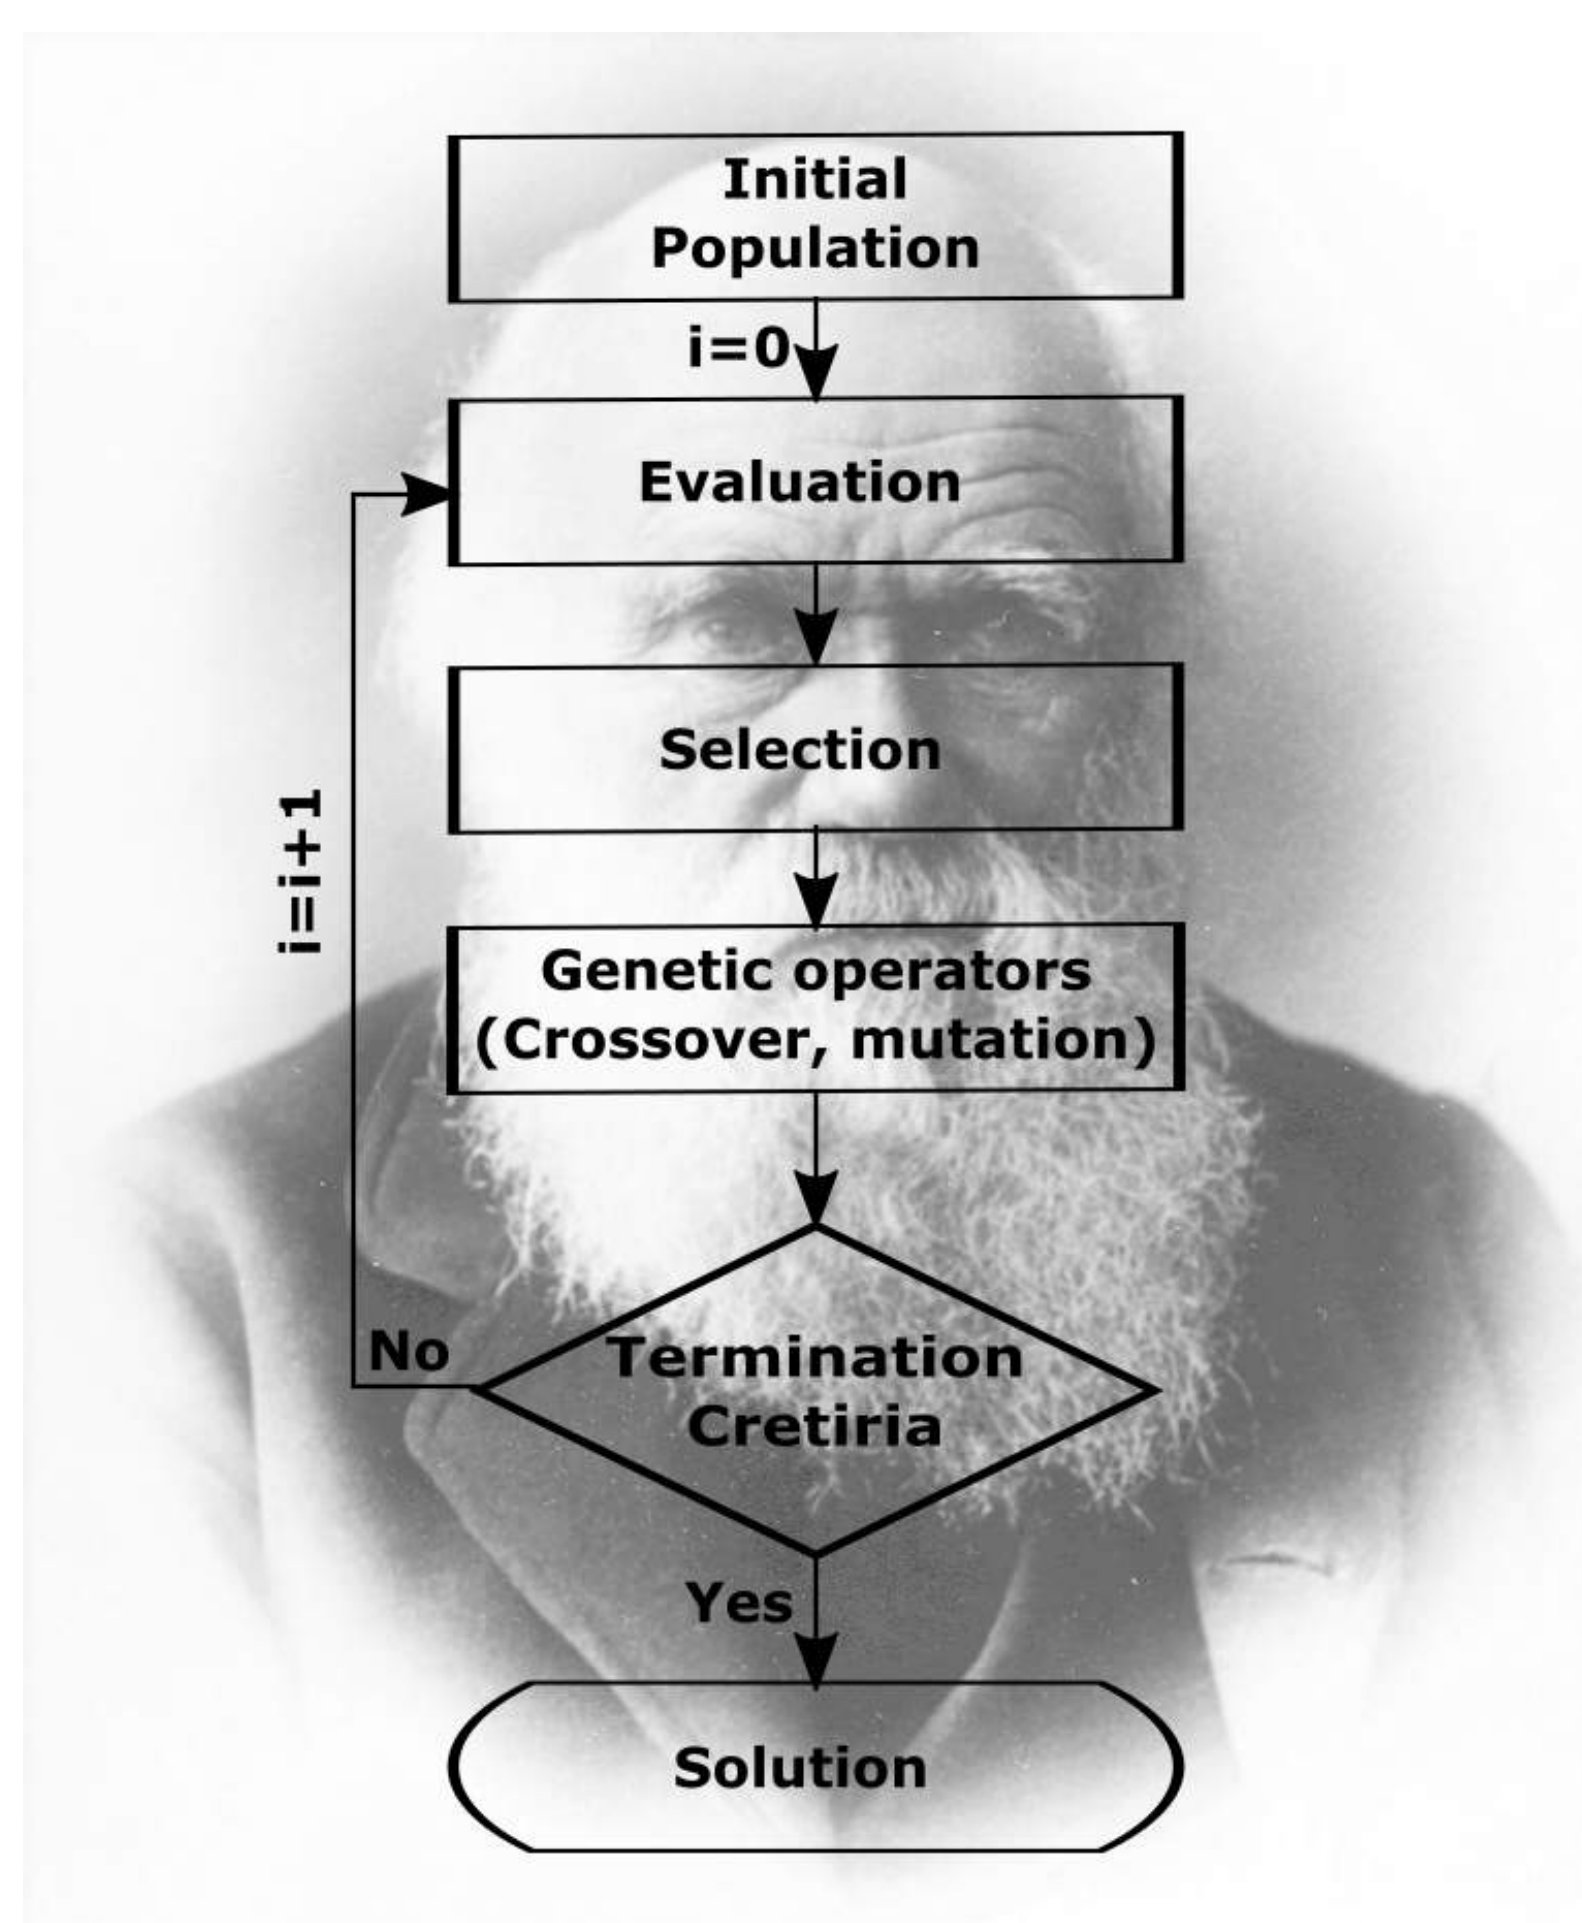 Initial
Population
i=0
Evaluation
Selection
i=i+1
Genetic operators
(Crossover, mutation)
No
Termination
Cretiria
Yes
Solution